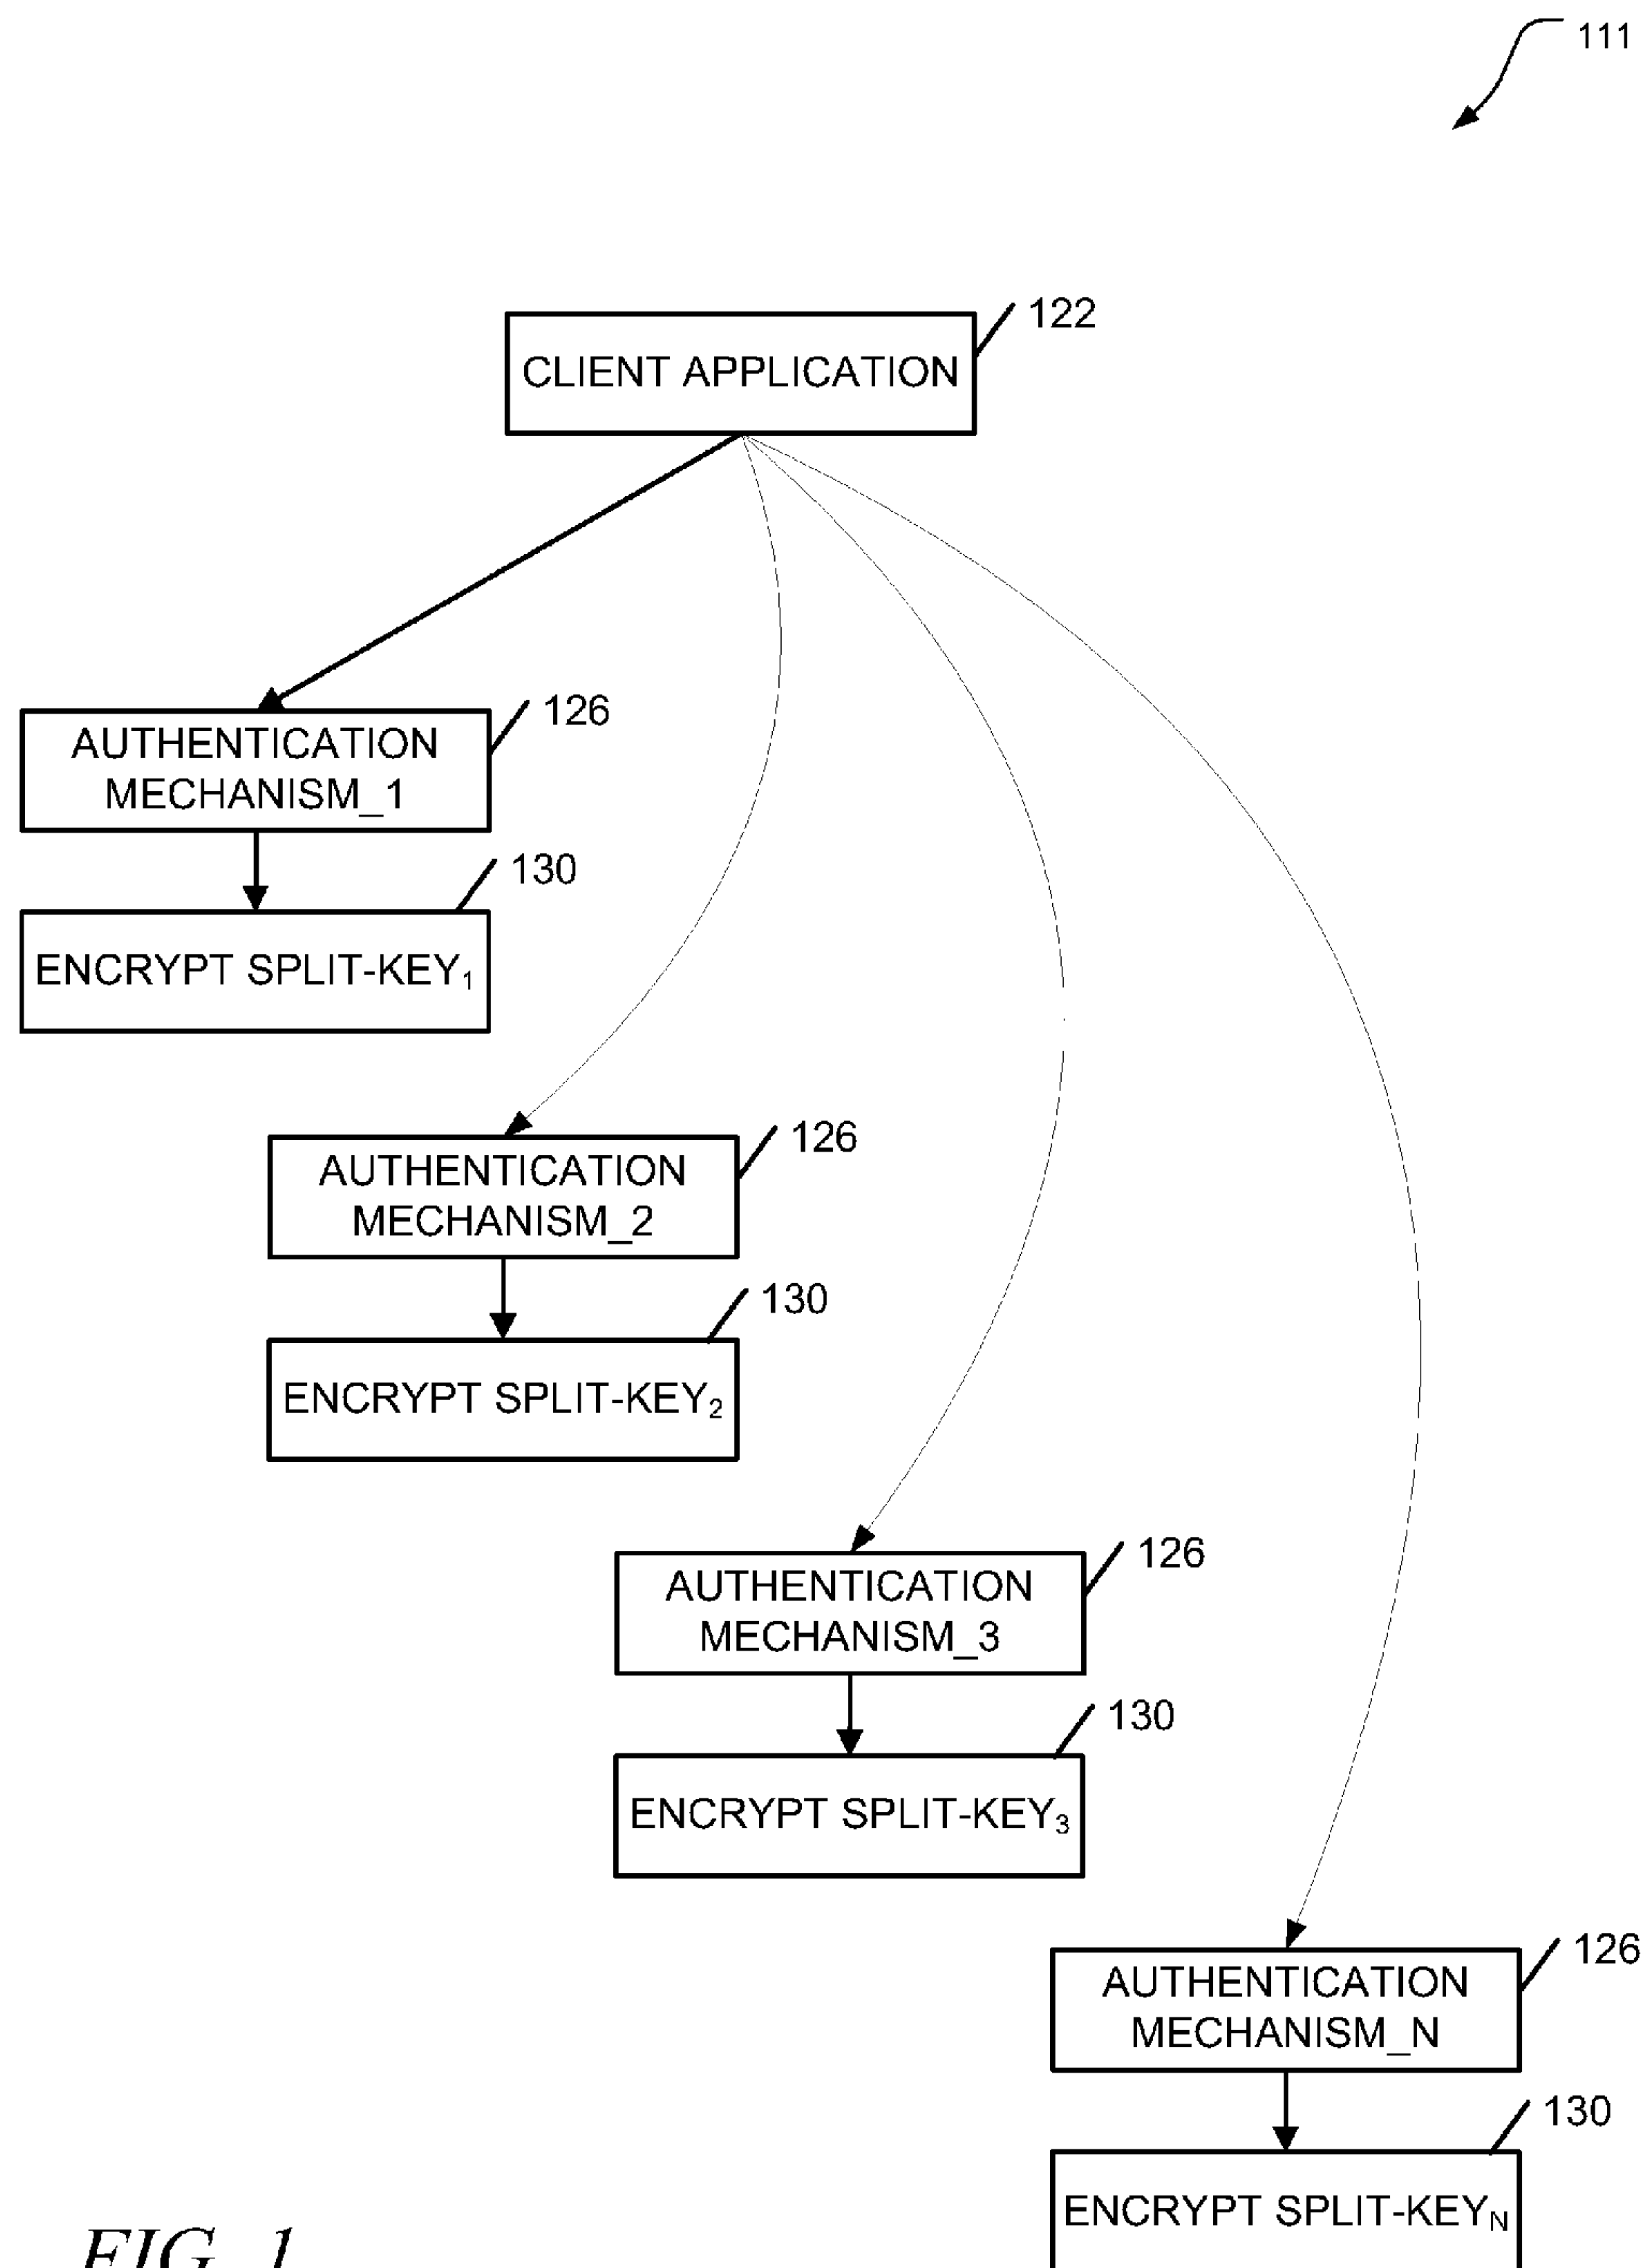 111
122
CLIENT APPLICATION
126
AUTHENTICATION
MECHANISM_1
130
ENCRYPT SPLIT-KEY₁
126
AUTHENTICATION
MECHANISM_2
130
ENCRYPT SPLIT-KEY₂
126
AUTHENTICATION
MECHANISM_3
130
ENCRYPT SPLIT-KEY₃
126
AUTHENTICATION
MECHANISM_N
130
ENCRYPT SPLIT-KEY_N
FIG. 1